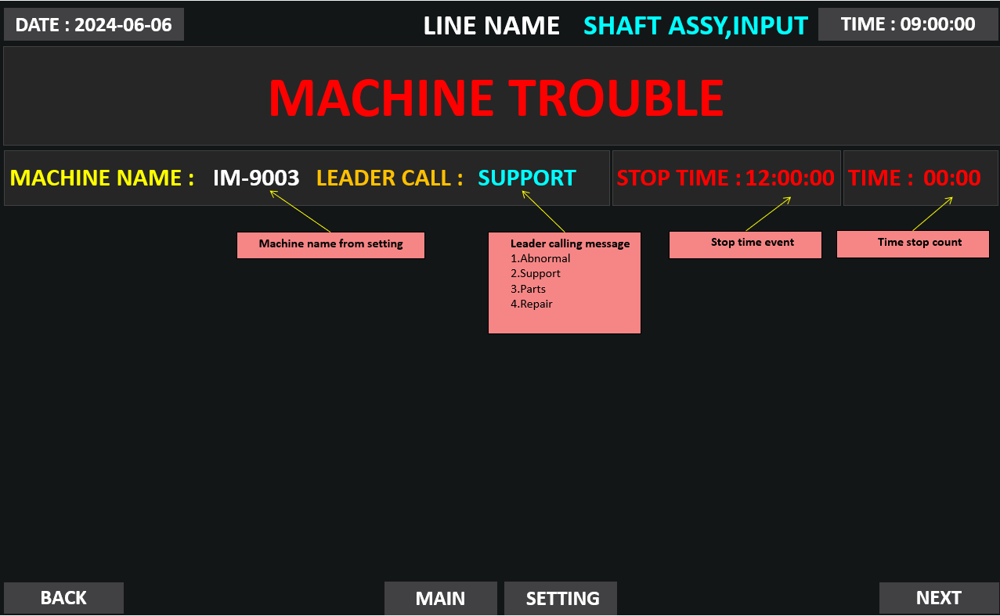 DATE : 2024-06-06 LINE NAME SHAFT ASSY,INPUT TIME : 09:00:00
MACHINE TROUBLE
MACHINE NAME : IM-9003 LEADER CALL : SUPPORT STOP TIME : 12:00:00 TIME : 00:00
Machine name from setting
Leader calling message
1.Abnormal
2.Support
3.Parts
4.Repair
Stop time event
Time stop count
BACK MAIN SETTING NEXT